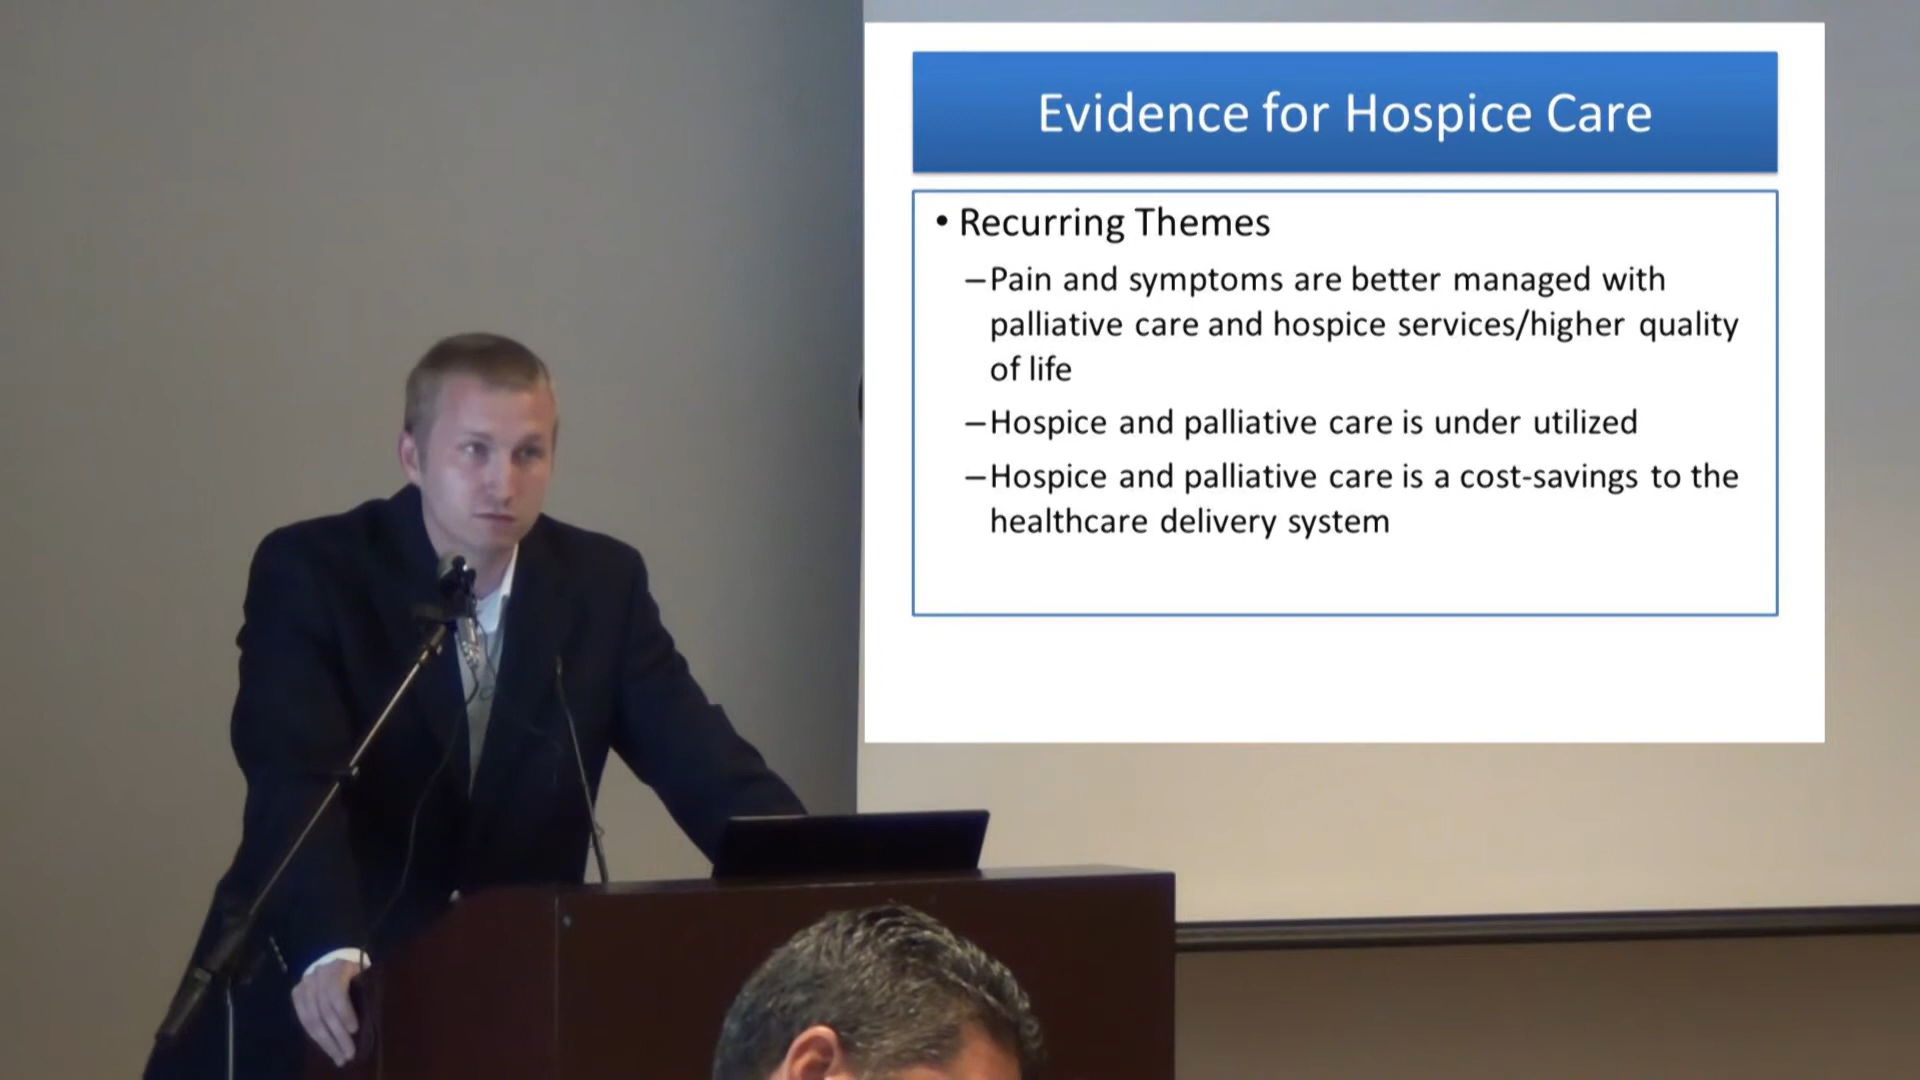 Evidence for Hospice Care
• Recurring Themes
–Pain and symptoms are better managed with
palliative care and hospice services/higher quality
of life
–Hospice and palliative care is under utilized
–Hospice and palliative care is a cost-savings to the
healthcare delivery system